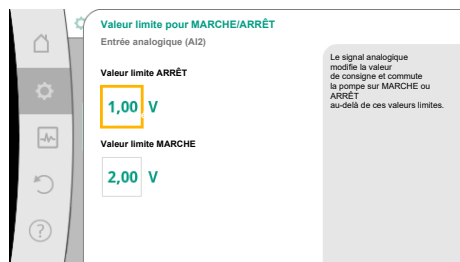 Valeur limite pour MARCHE/ARRÊT
Entrée analogique (AI2)
Valeur limite ARRÊT
1,00 V
Valeur limite MARCHE
2,00 V
Le signal analogique
modifie la valeur
de consigne et commute
la pompe sur MARCHE ou
ARRÊT
au-delà de ces valeurs limites.
?